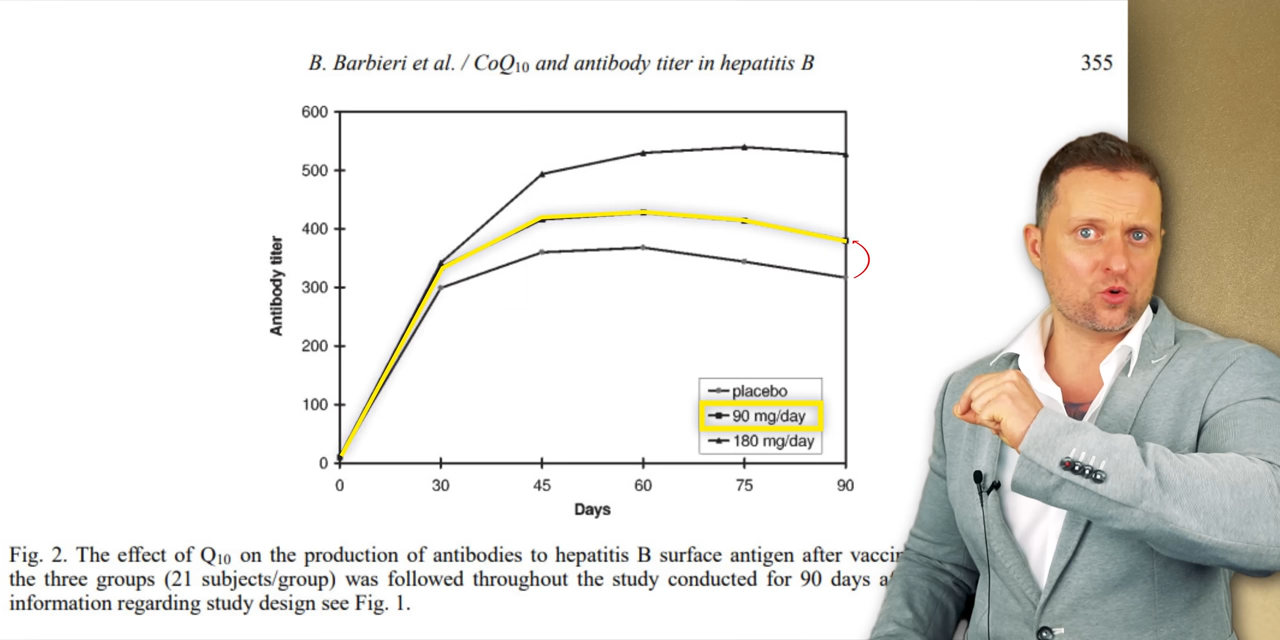 B. Barbieri et al. / CoQ10 and antibody titer in hepatitis B
355
600
500
400
300
200
100
0
Antibody titer
placebo
90 mg/day
180 mg/day
0 30 45 60 75 90
Days
Fig. 2. The effect of Q10 on the production of antibodies to hepatitis B surface antigen after
the three groups (21 subjects/group) was followed throughout the study conducted for 90 days
information regarding study design see Fig. 1.